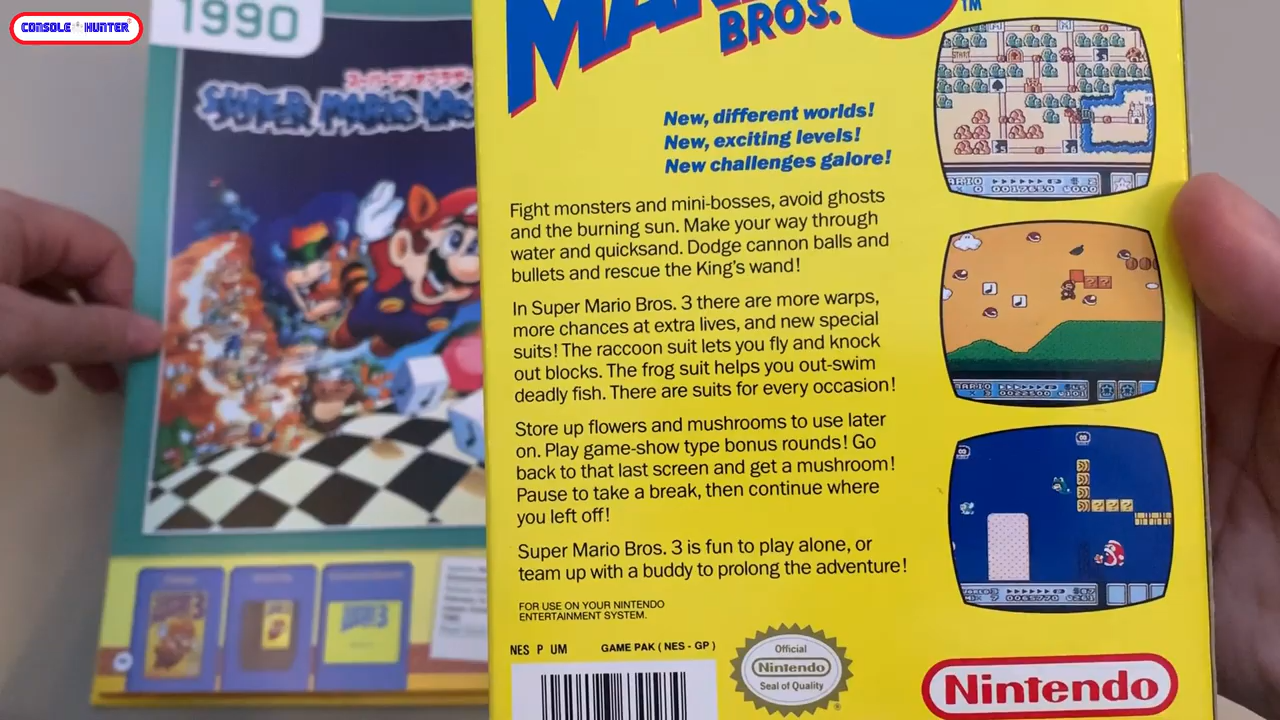 CONSOLE HUNTER
1990
SUPER MARIO
BROS.
TM
New, different worlds!
New, exciting levels!
New challenges galore!
Fight monsters and mini-bosses, avoid ghosts
and the burning sun. Make your way through
water and quicksand. Dodge cannon balls and
bullets and rescue the King's wand!
In Super Mario Bros. 3 there are more warps,
more chances at extra lives, and new special
suits! The raccoon suit lets you fly and knock
out blocks. The frog suit helps you out-swim
deadly fish. There are suits for every occasion!
Store up flowers and mushrooms to use later
on. Play game-show type bonus rounds! Go
back to that last screen and get a mushroom!
Pause to take a break, then continue where
you left off!
Super Mario Bros. 3 is fun to play alone, or
team up with a buddy to prolong the adventure!
FOR USE ON YOUR NINTENDO
ENTERTAINMENT SYSTEM.
NES P UM GAME PAK ( NES - GP )
Official
Nintendo
Seal of Quality
Nintendo
START